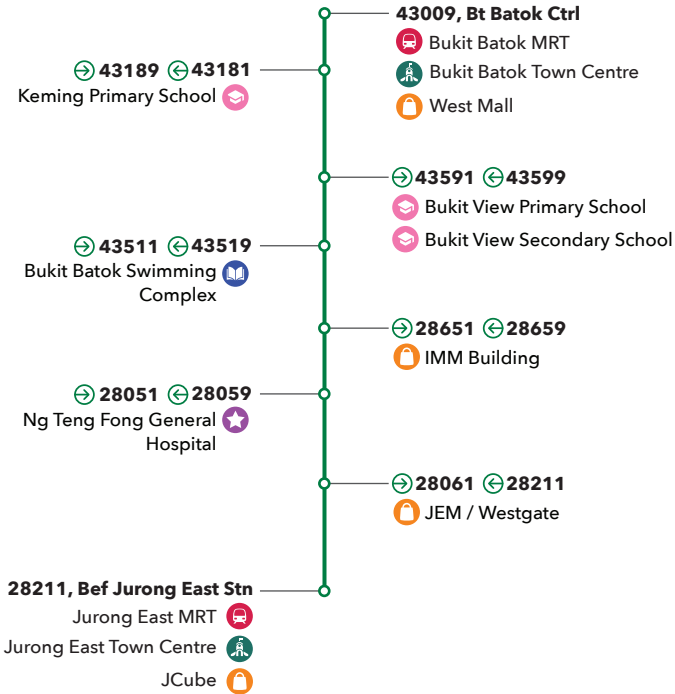 43009, Bt Batok Ctrl
Bukit Batok MRT
Bukit Batok Town Centre
West Mall
43189 43181
Keming Primary School
43591 43599
Bukit View Primary School
Bukit View Secondary School
43511 43519
Bukit Batok Swimming
Complex
28651 28659
IMM Building
28051 28059
Ng Teng Fong General
Hospital
28061 28211
JEM / Westgate
28211, Bef Jurong East Stn
Jurong East MRT
Jurong East Town Centre
JCube